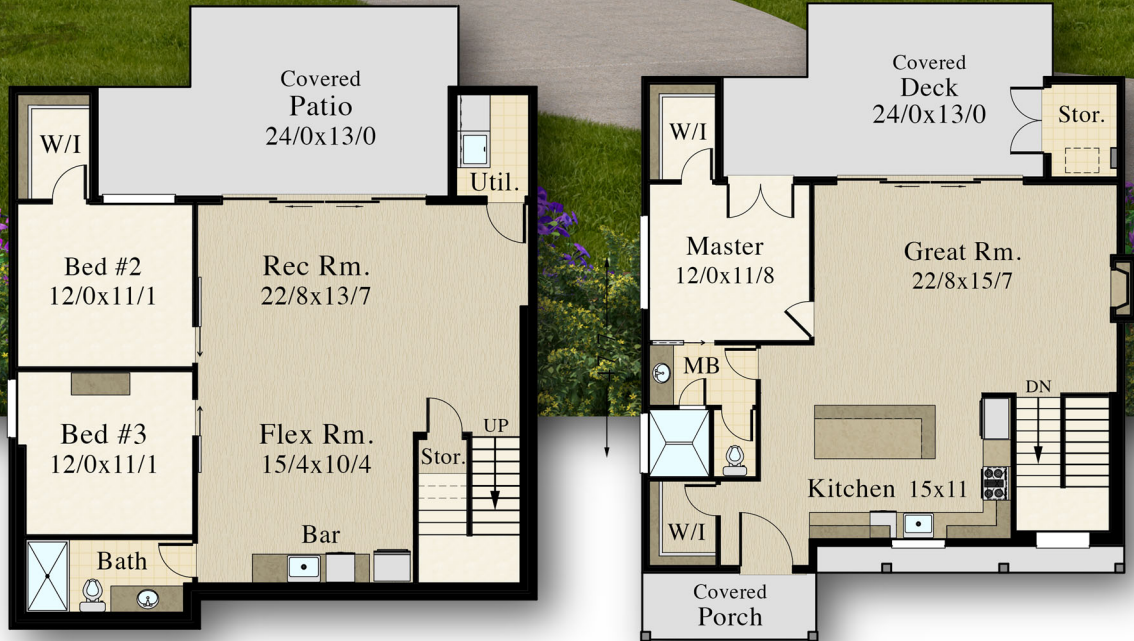 Covered
Patio
24/0x13/0
W/I
Util.
Bed #2
12/0x11/1
Rec Rm.
22/8x13/7
Bed #3
12/0x11/1
Flex Rm.
15/4x10/4
UP
Stor.
Bar
Bath
Covered
Deck
24/0x13/0
Stor.
W/I
Master
12/0x11/8
Great Rm.
22/8x15/7
MB
DN
Kitchen 15x11
W/I
Covered
Porch